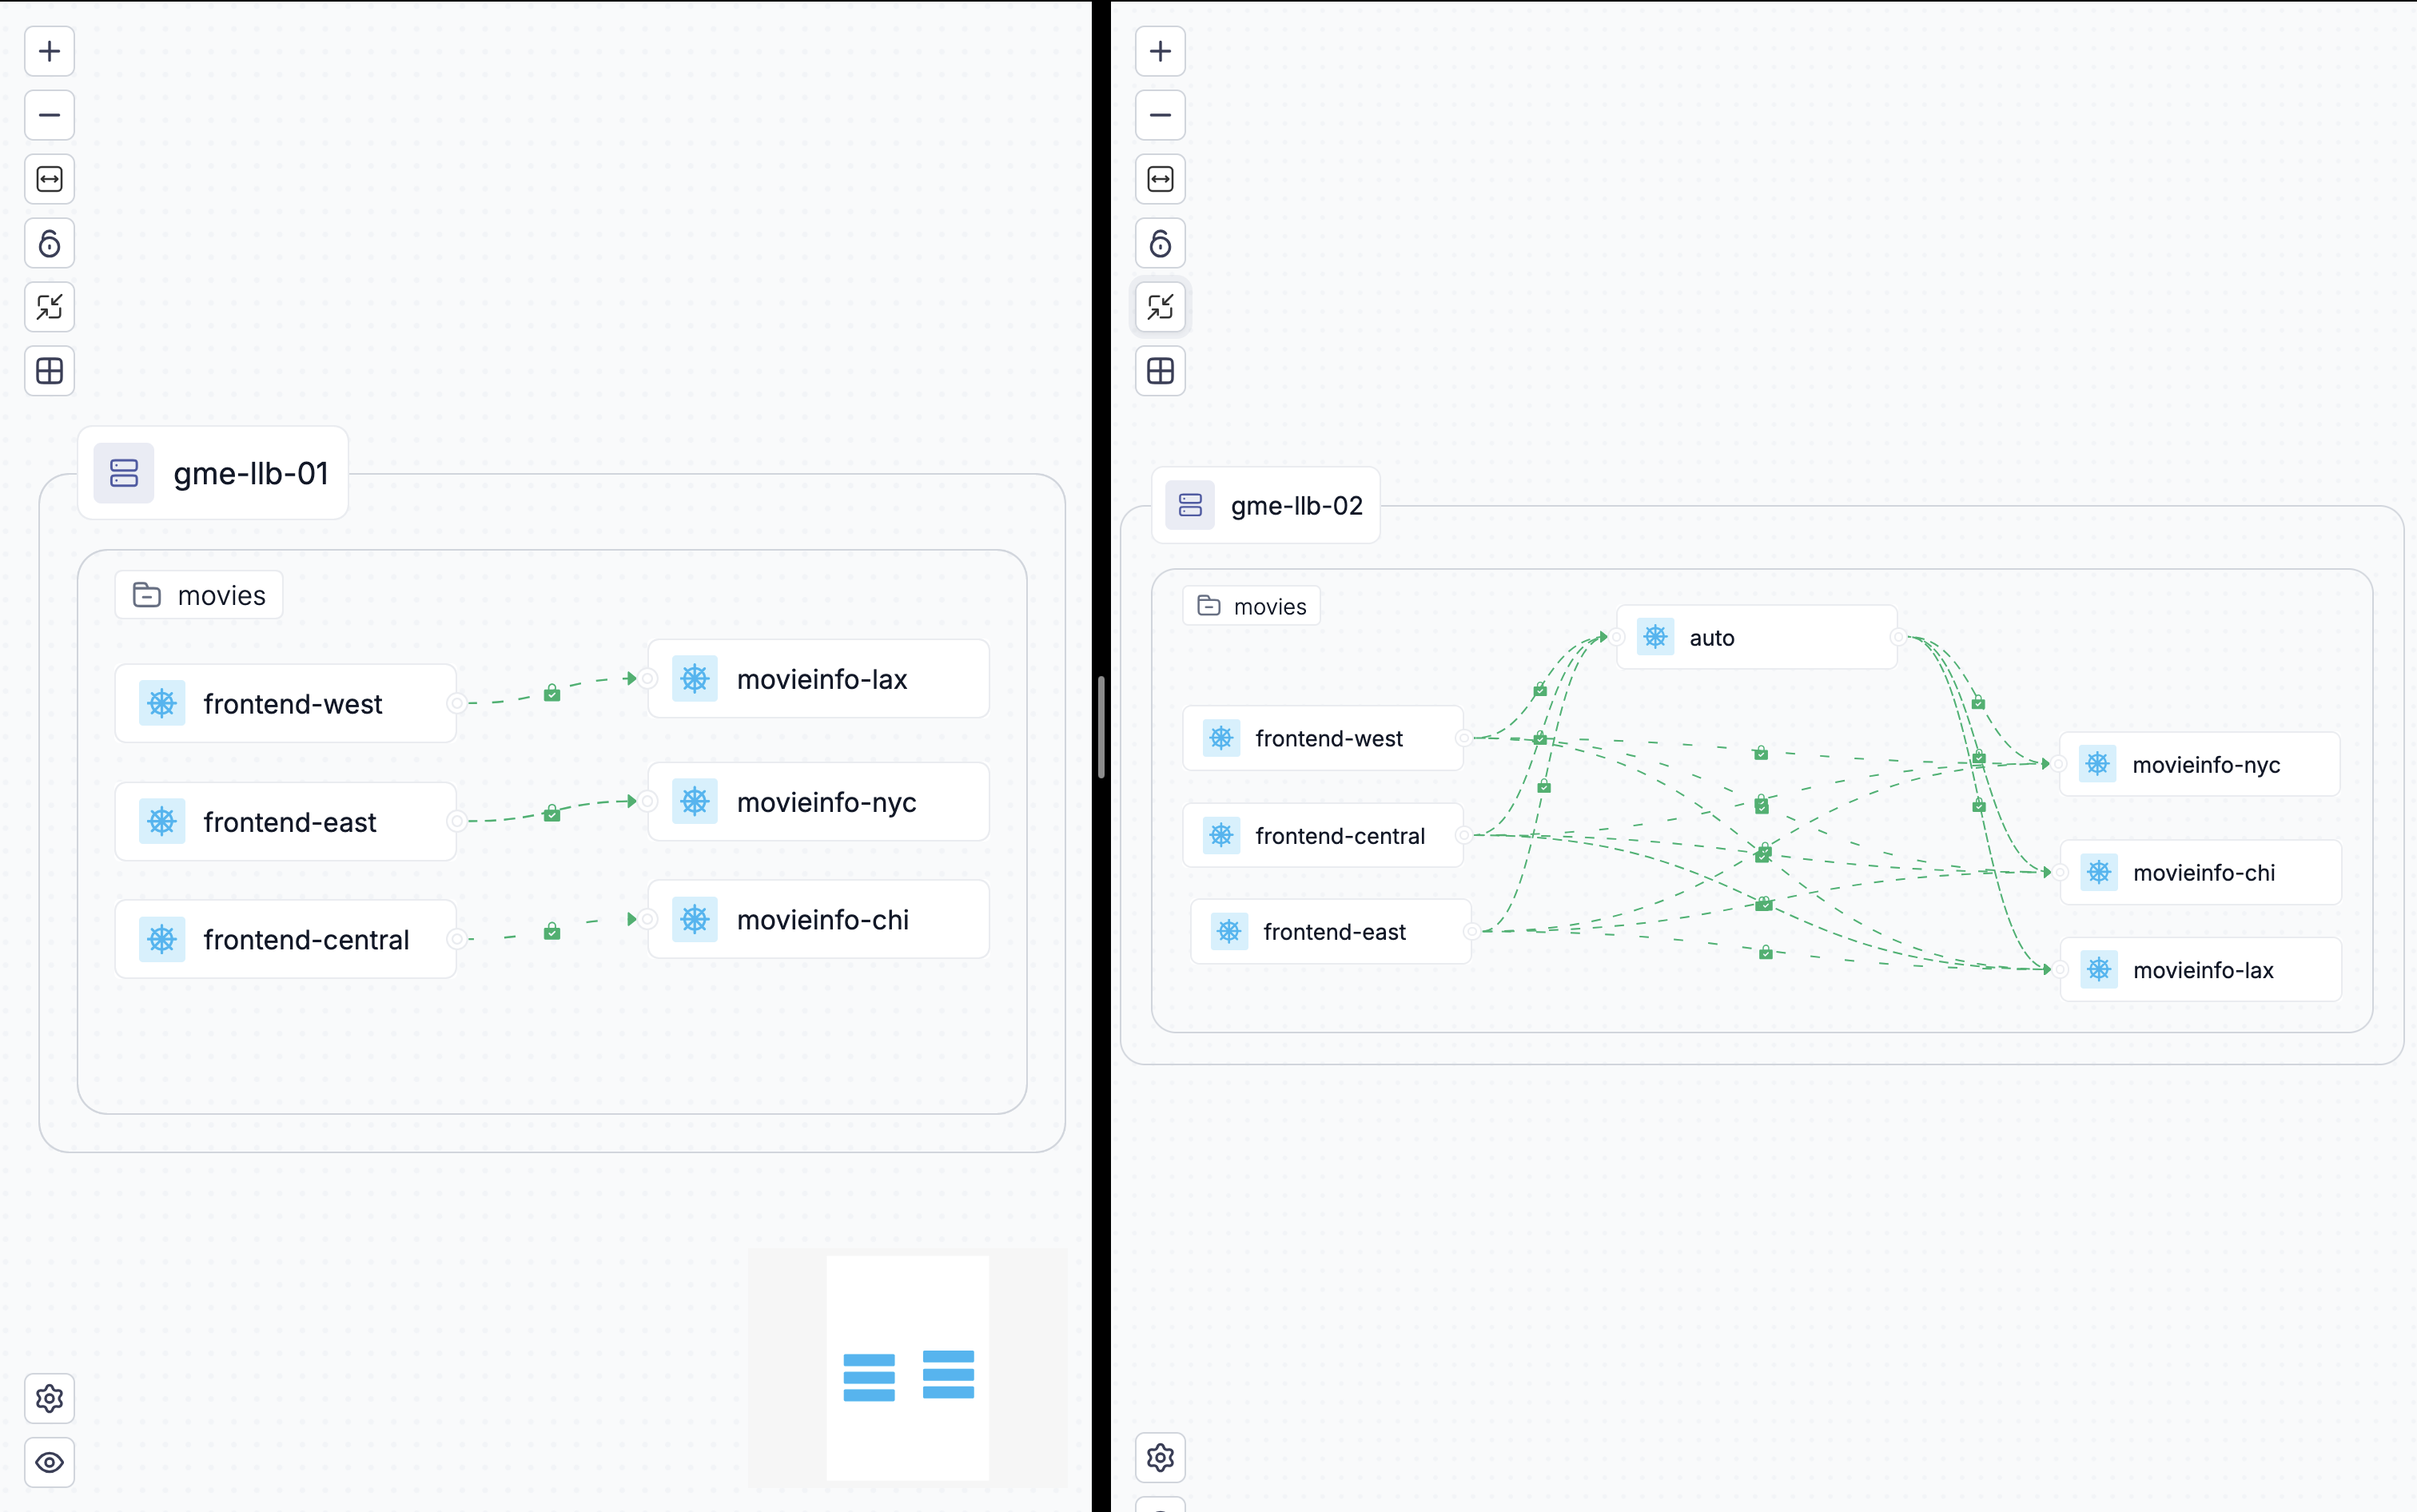 gme-llb-01
movies
frontend-west
movieinfo-lax
frontend-east
movieinfo-nyc
frontend-central
movieinfo-chi
gme-llb-02
movies
auto
frontend-west
movieinfo-nyc
frontend-central
movieinfo-chi
frontend-east
movieinfo-lax